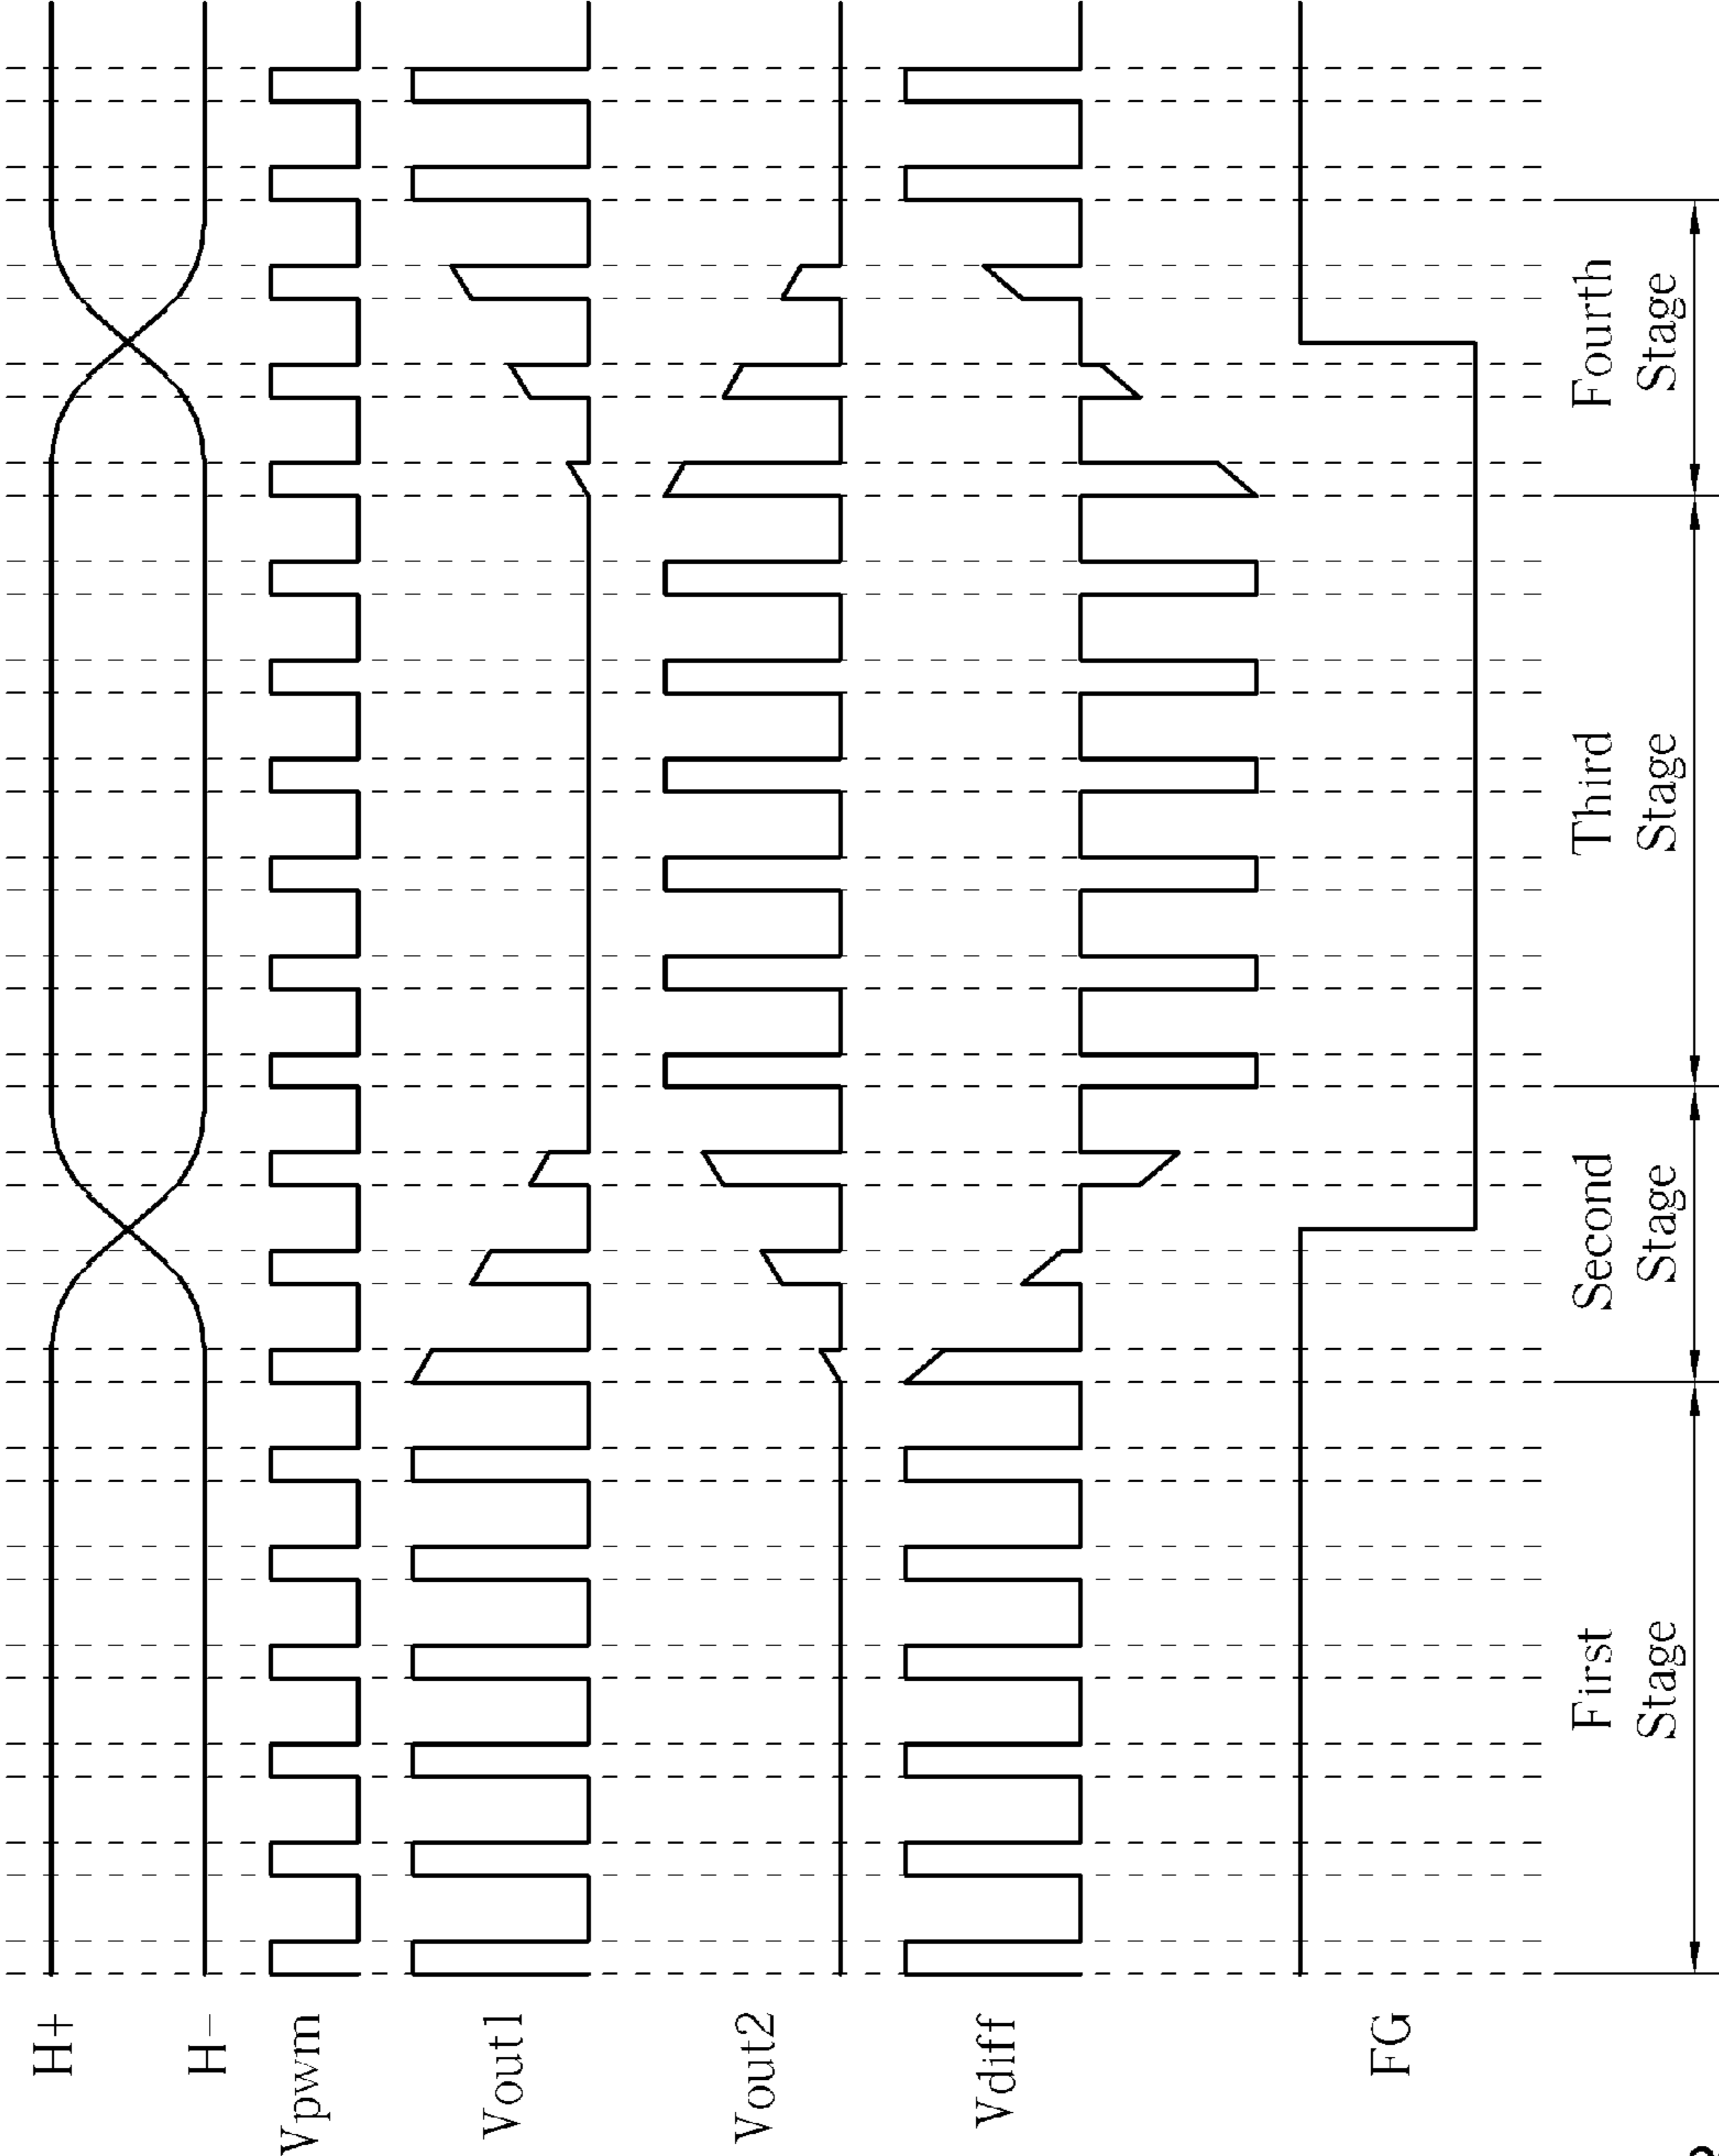 H+
H−
Vpwm
Vout1
Vout2
Vdiff
FG
First
Stage
Second
Stage
Third
Stage
Fourth
Stage